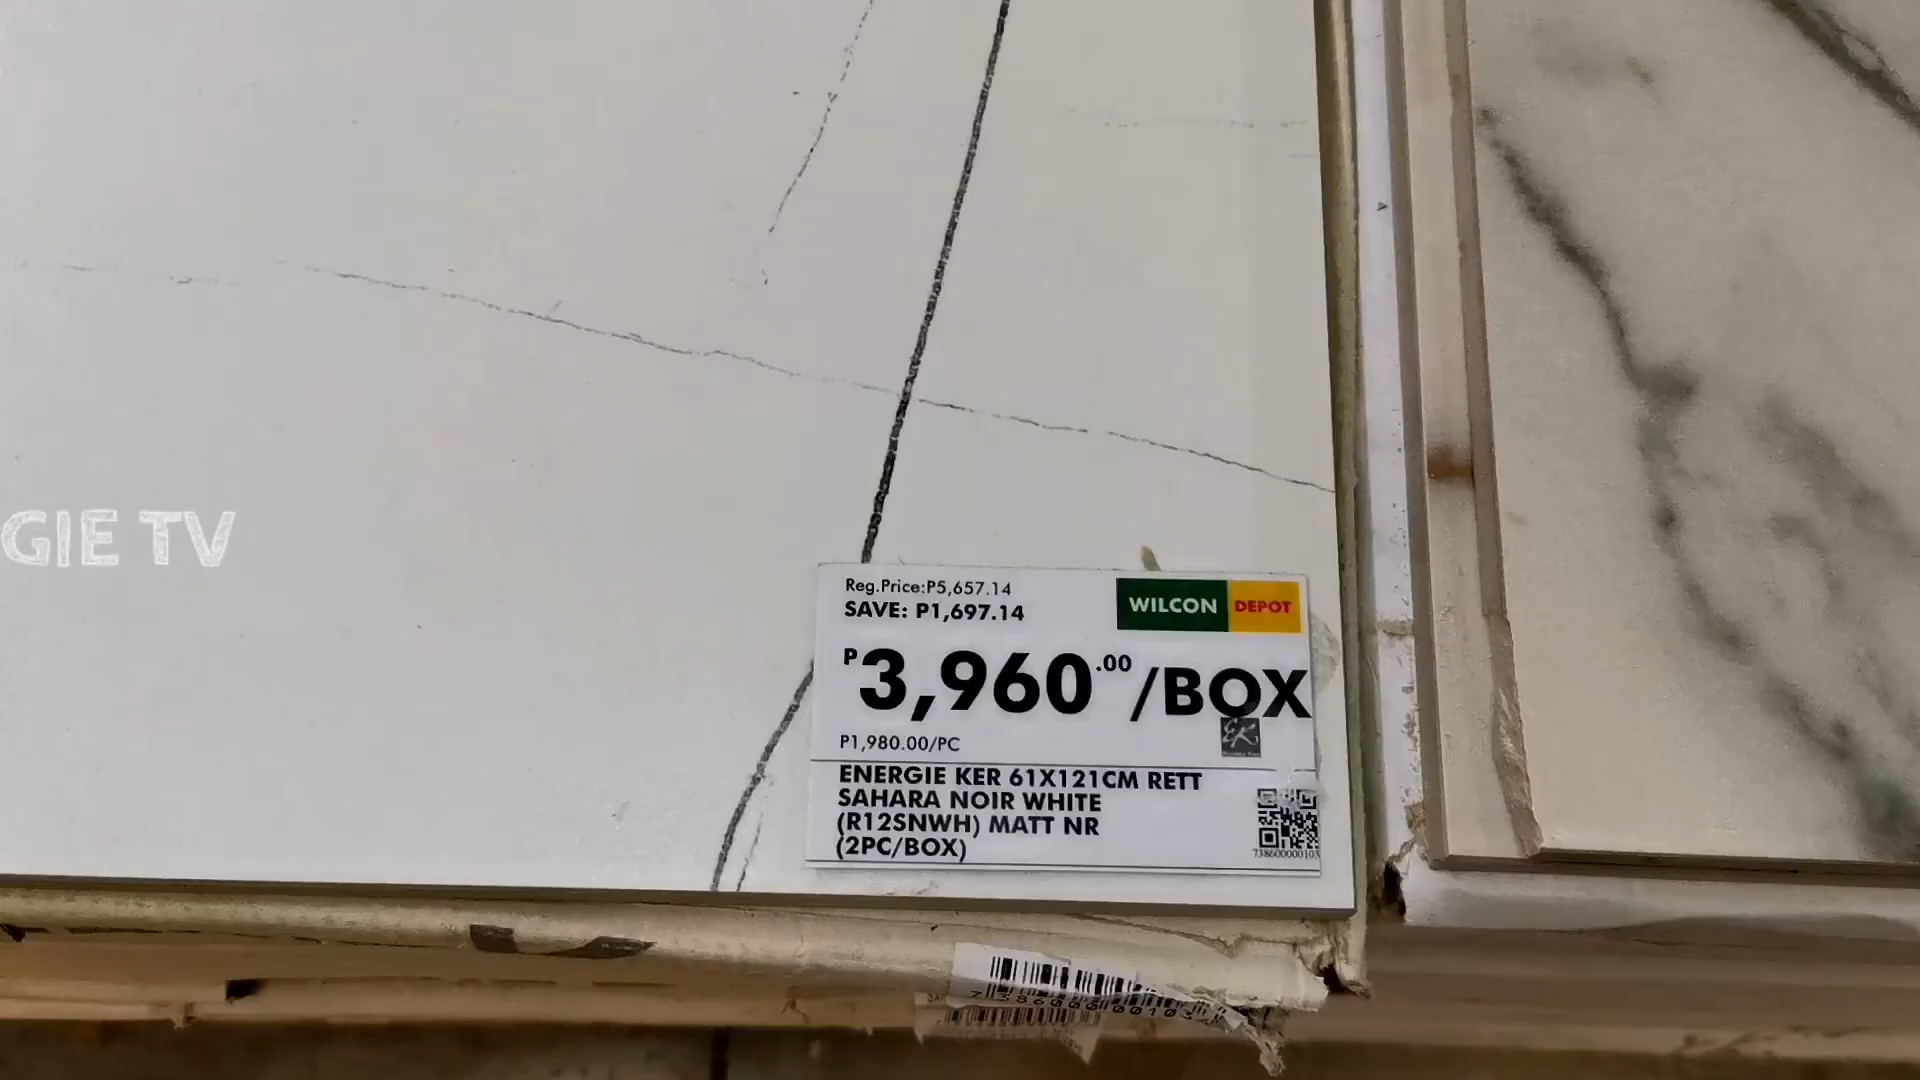 GIE TV
Reg.Price:P5,657.14
SAVE: P1,697.14
WILCON DEPOT
P3,960.00/BOX
P1,980.00/PC
ENERGIE KER 61X121CM RETT
SAHARA NOIR WHITE
(R12SNWH) MATT NR
(2PC/BOX)